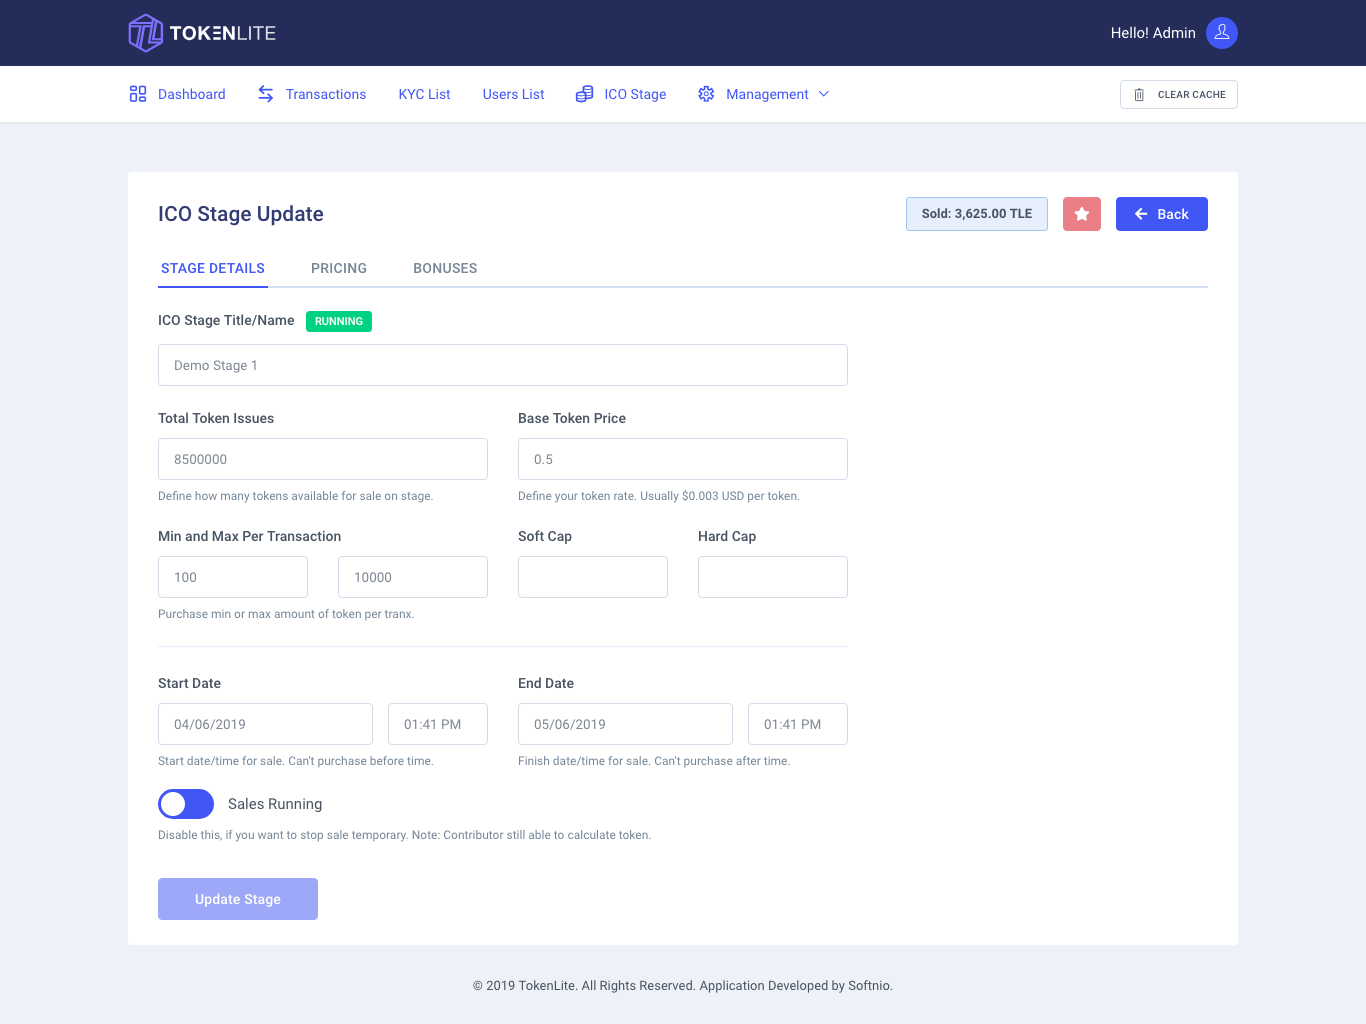 TOKENLITE
Hello! Admin
Dashboard
Transactions
KYC List
Users List
ICO Stage
Management
CLEAR CACHE
ICO Stage Update
Sold: 3,625.00 TLE
Back
STAGE DETAILS
PRICING
BONUSES
ICO Stage Title/Name
RUNNING
Demo Stage 1
Total Token Issues
Base Token Price
8500000
0.5
Define how many tokens available for sale on stage.
Define your token rate. Usually $0.003 USD per token.
Min and Max Per Transaction
Soft Cap
Hard Cap
100
10000
Purchase min or max amount of token per tranx.
Start Date
End Date
04/06/2019
01:41 PM
05/06/2019
01:41 PM
Start date/time for sale. Can't purchase before time.
Finish date/time for sale. Can't purchase after time.
Sales Running
Disable this, if you want to stop sale temporary. Note: Contributor still able to calculate token.
Update Stage
© 2019 TokenLite. All Rights Reserved. Application Developed by Softnio.